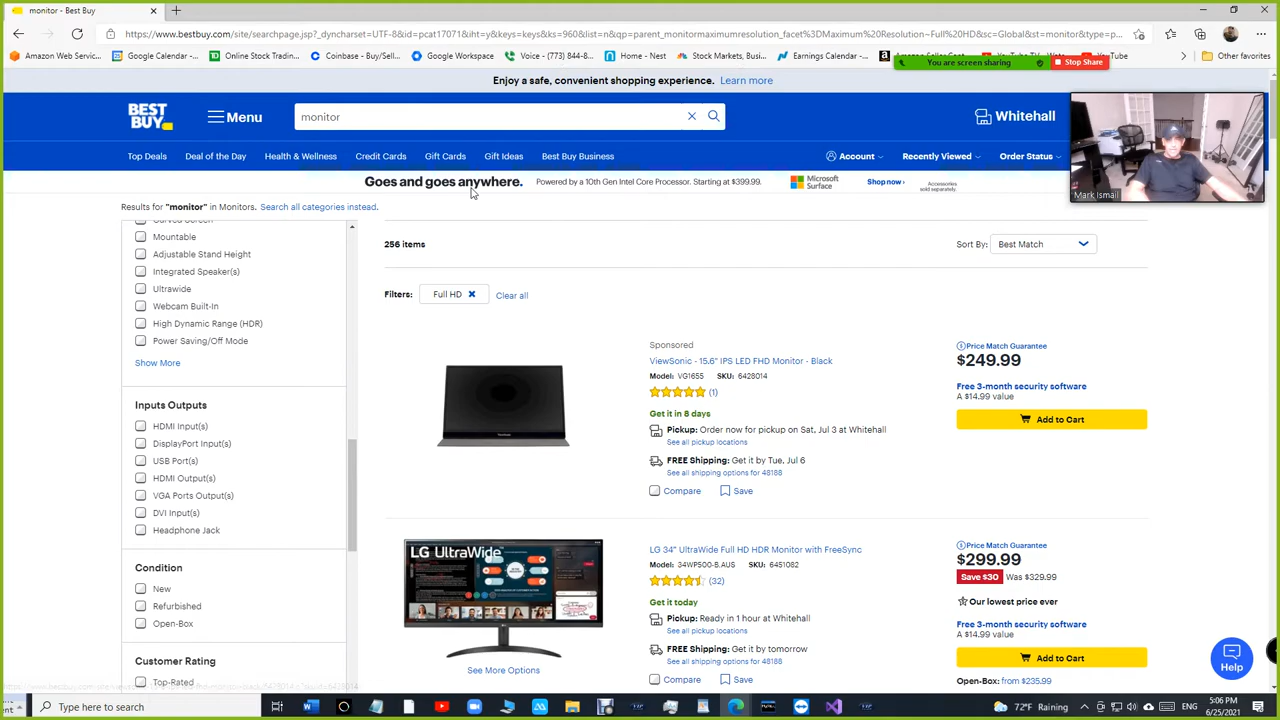 monitor - Best Buy
https://www.bestbuy.com/site/searchpage.jsp?_dyncharset=UTF-8&id=pcat17071&iht=y&keys=keys&ks=960&list=n&qp=parent_monitormaximumresolution_facet%3DMaximum%20Resolution~Full%20HD&sc=Global&st=monitor&type=p...
Amazon Web Servic... Google Calendar -... Online Stock Tradin... Coinbase - Buy/Sell... Google Workspace Voice - (773) 844-8... Home - Nest Stock Markets, Busi... Earnings Calendar -... Other favorites
You are screen sharing Stop Share
Enjoy a safe, convenient shopping experience. Learn more
BEST BUY Menu monitor Whitehall
Top Deals Deal of the Day Health & Wellness Credit Cards Gift Cards Gift Ideas Best Buy Business Account Recently Viewed Order Status
Mark Ismail
Goes and goes anywhere. Powered by a 10th Gen Intel Core Processor. Starting at $399.99. Microsoft Surface Shop now › Accessories sold separately.
Results for "monitor" in Monitors. Search all categories instead.
Curved Screen
Mountable
Adjustable Stand Height
Integrated Speaker(s)
Ultrawide
Webcam Built-In
High Dynamic Range (HDR)
Power Saving/Off Mode
Show More
Inputs Outputs
HDMI Input(s)
DisplayPort Input(s)
USB Port(s)
HDMI Output(s)
VGA Ports Output(s)
DVI Input(s)
Headphone Jack
Condition
New
Refurbished
Open-Box
Customer Rating
Top-Rated
256 items
Sort By: Best Match
Filters: Full HD Clear all
Sponsored
ViewSonic - 15.6" IPS LED FHD Monitor - Black
Model: VG1655 SKU: 6428014
(1)
Get it in 8 days
Pickup: Order now for pickup on Sat, Jul 3 at Whitehall
See all pickup locations
FREE Shipping: Get it by Tue, Jul 6
See all shipping options for 48188
Compare Save
Price Match Guarantee
$249.99
Free 3-month security software
A $14.99 value
Add to Cart
LG UltraWide™
See More Options
LG 34" UltraWide Full HD HDR Monitor with FreeSync
Model: 34WP500-B.AUS SKU: 6451082
(32)
Get it today
Pickup: Ready in 1 hour at Whitehall
See all pickup locations
FREE Shipping: Get it by tomorrow
See all shipping options for 48188
Compare Save
Price Match Guarantee
$299.99
Save $30 Was $329.99
Our lowest price ever
Free 3-month security software
A $14.99 value
Add to Cart
Open-Box: from $235.99
Help
Type here to search
72°F Raining
5:06 PM
6/25/2021